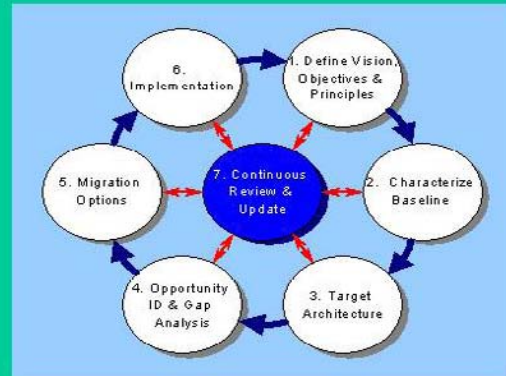 1. Define Vision,
Objectives &
Principles
2. Characterize
Baseline
3. Target
Architecture
4. Opportunity
ID & Gap
Analysis
5. Migration
Options
6.
Implementation
7. Continuous
Review &
Update